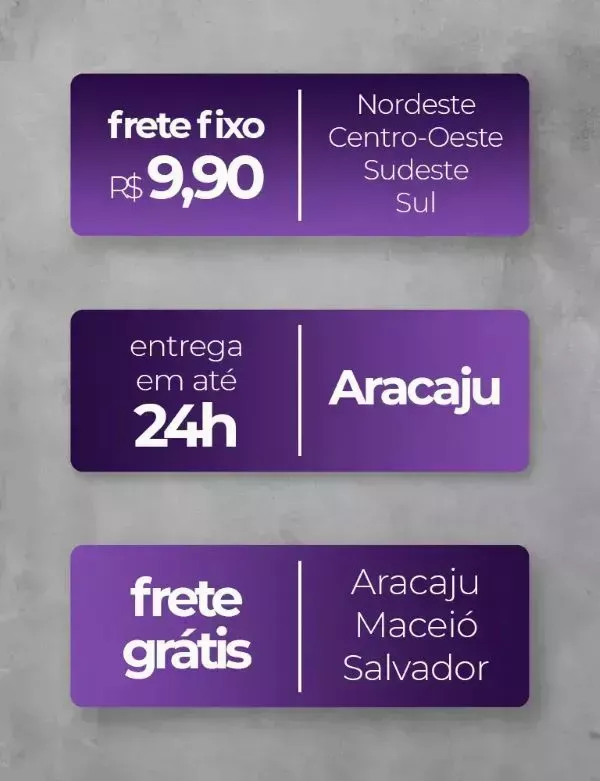 frete fixo
R$ 9,90
Nordeste
Centro-Oeste
Sudeste
Sul
entrega
em até
24h
Aracaju
frete
grátis
Aracaju
Maceió
Salvador